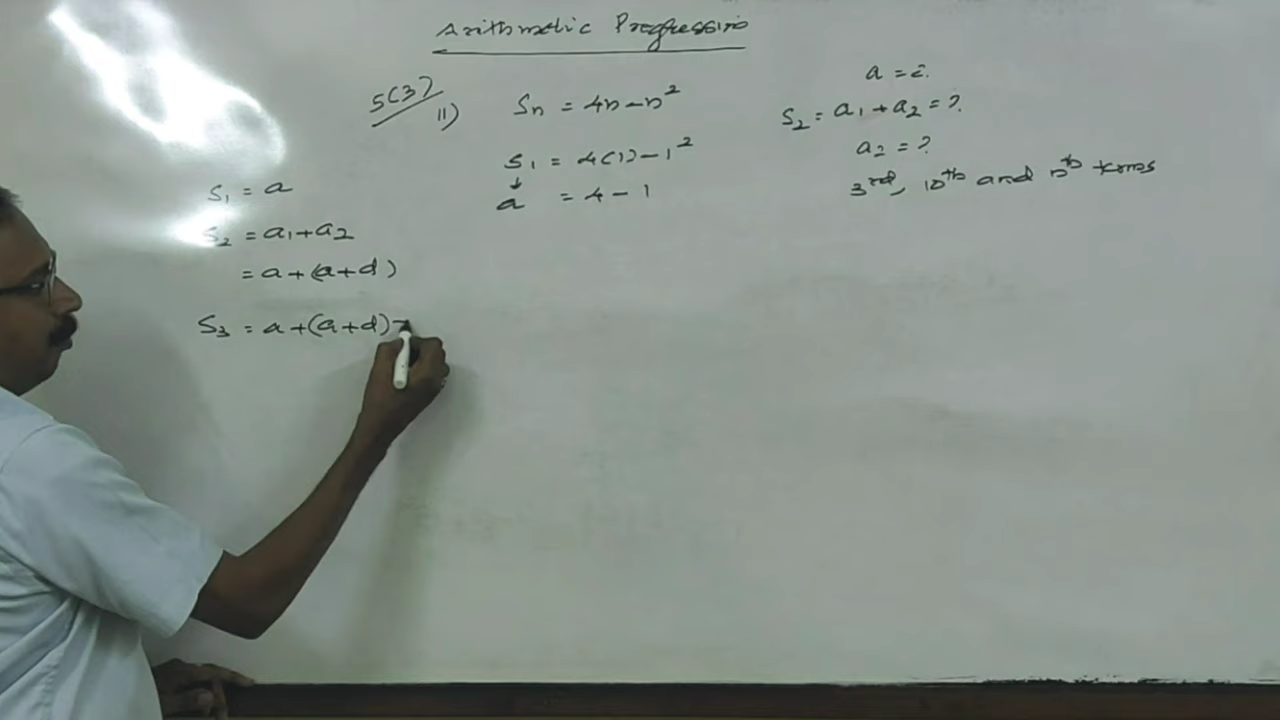 Arithmetic Progression
5(3)
11)
Sn = 4n-n²
S1 = 4(1)-1²
a = 4-1
S1 = a
S2 = a1+a2
= a+(a+d)
S3 = a+(a+d)
a = ?
S2 = a1+a2 = ?
a2 = ?
3rd, 10th and nth terms